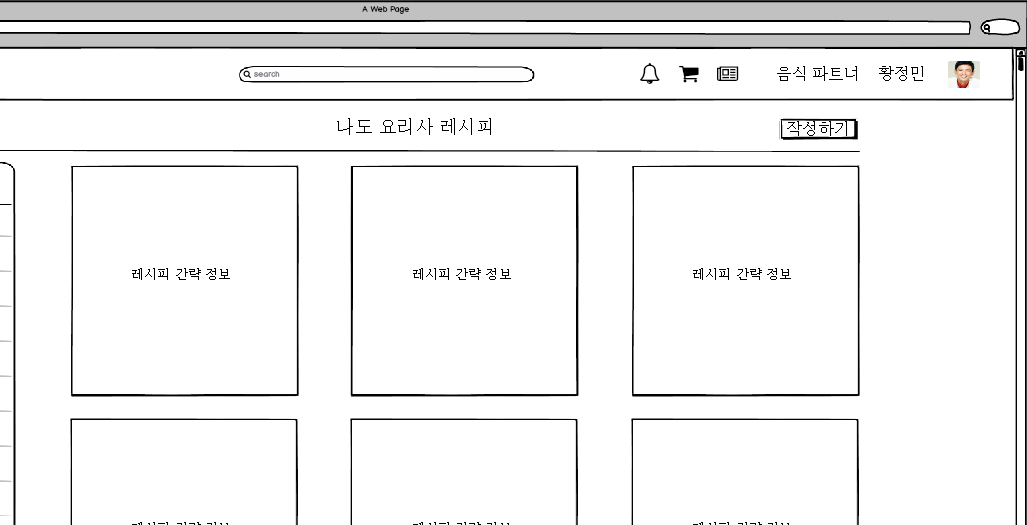 A Web Page
search
음식 파트너 황정민
나도 요리사 레시피
작성하기
레시피 간략 정보 레시피 간략 정보 레시피 간략 정보